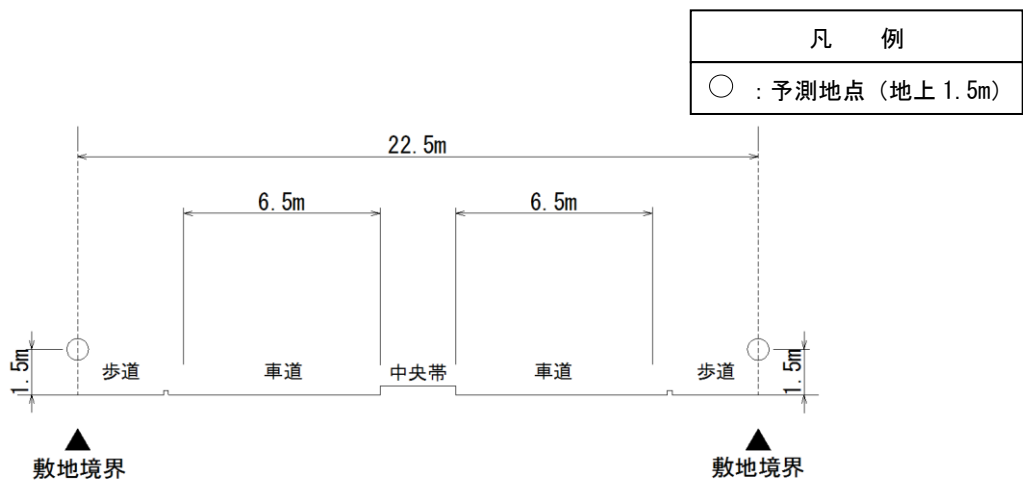 凡 例
○ : 予測地点 (地上 1.5m)
22.5m
6.5m 6.5m
1.5m 歩道 車道 中央帯 車道 歩道 1.5m
敷地境界 敷地境界